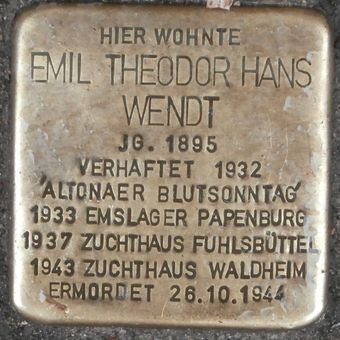 HIER WOHNTE
EMIL THEODOR HANS
WENDT
JG. 1895
VERHAFTET 1932
'ALTONAER BLUTSONNTAG'
1933 EMSLAGER PAPENBURG
1937 ZUCHTHAUS FUHLSBÜTTEL
1943 ZUCHTHAUS WALDHEIM
ERMORDET 26.10.1944